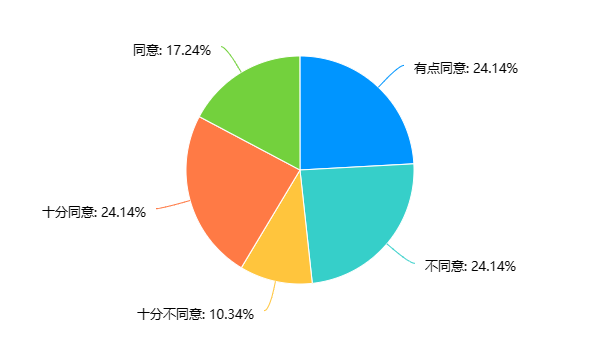 同意: 17.24%
有点同意: 24.14%
十分同意: 24.14%
不同意: 24.14%
十分不同意: 10.34%